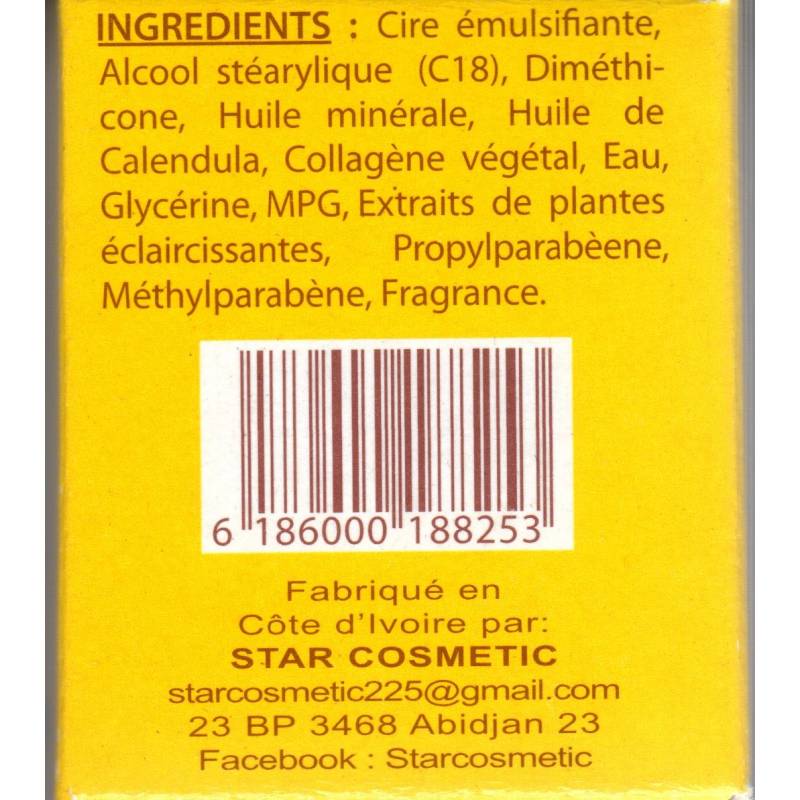 INGREDIENTS : Cire émulsifiante,
Alcool stéarylique (C18), Diméthi-
cone, Huile minérale, Huile de
Calendula, Collagène végétal, Eau,
Glycérine, MPG, Extraits de plantes
éclaircissantes, Propylparabèene,
Méthylparabène, Fragrance.
6 186000 188253
Fabriqué en
Côte d'Ivoire par:
STAR COSMETIC
starcosmetic225@gmail.com
23 BP 3468 Abidjan 23
Facebook : Starcosmetic